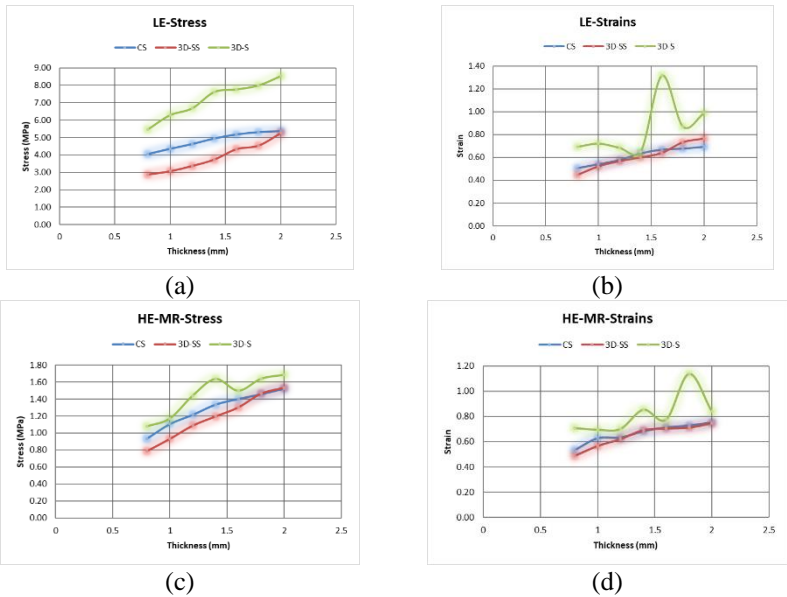 LE-Stress
CS 3D-SS 3D-S
9.00
8.00
7.00
6.00
5.00
4.00
3.00
2.00
1.00
0.00
Stress (MPa)
0 0.5 1 1.5 2 2.5
Thickness (mm)
(a)
LE-Strains
CS 3D-SS 3D-S
1.40
1.20
1.00
0.80
0.60
0.40
0.20
0.00
Strain
0 0.5 1 1.5 2 2.5
Thickness (mm)
(b)
HE-MR-Stress
CS 3D-SS 3D-S
1.80
1.60
1.40
1.20
1.00
0.80
0.60
0.40
0.20
0.00
Stress (MPa)
0 0.5 1 1.5 2 2.5
Thickness (mm)
(c)
HE-MR-Strains
CS 3D-SS 3D-S
1.20
1.00
0.80
0.60
0.40
0.20
0.00
Strain
0 0.5 1 1.5 2 2.5
Thickness (mm)
(d)